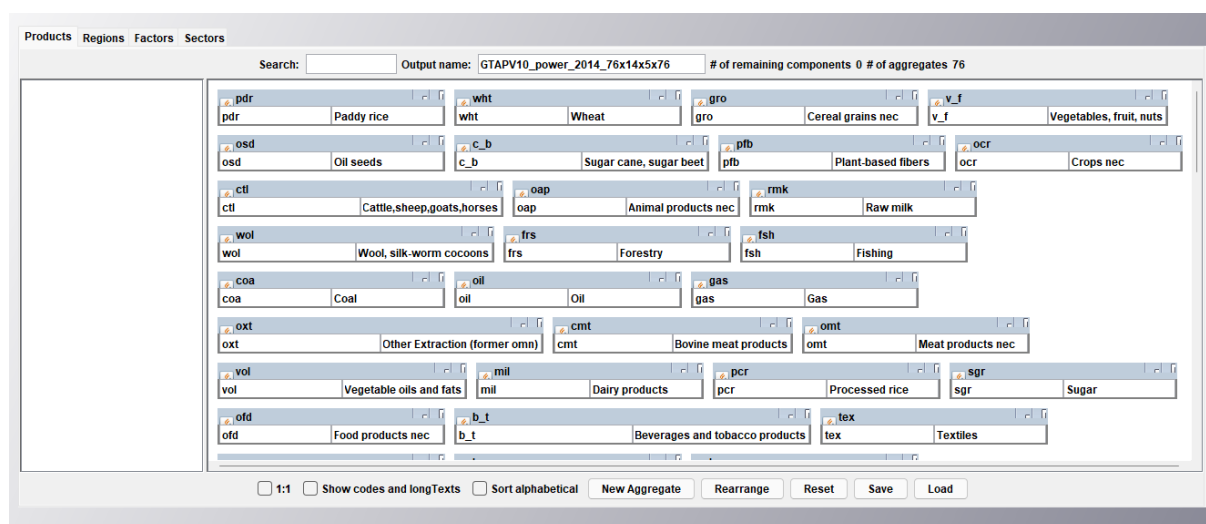 Products Regions Factors Sectors
Search: Output name: GTAPV10_power_2014_76x14x5x76 # of remaining components 0 # of aggregates 76
pdr wht gro v_f
pdr Paddy rice wht Wheat gro Cereal grains nec v_f Vegetables, fruit, nuts
osd c_b pfb ocr
osd Oil seeds c_b Sugar cane, sugar beet pfb Plant-based fibers ocr Crops nec
ctl oap rmk
ctl Cattle,sheep,goats,horses oap Animal products nec rmk Raw milk
wol frs fsh
wol Wool, silk-worm cocoons frs Forestry fsh Fishing
coa oil gas
coa Coal oil Oil gas Gas
oxt cmt omt
oxt Other Extraction (former omn) cmt Bovine meat products omt Meat products nec
vol mil pcr sgr
vol Vegetable oils and fats mil Dairy products pcr Processed rice sgr Sugar
ofd b_t tex
ofd Food products nec b_t Beverages and tobacco products tex Textiles
1:1 Show codes and longTexts Sort alphabetical New Aggregate Rearrange Reset Save Load